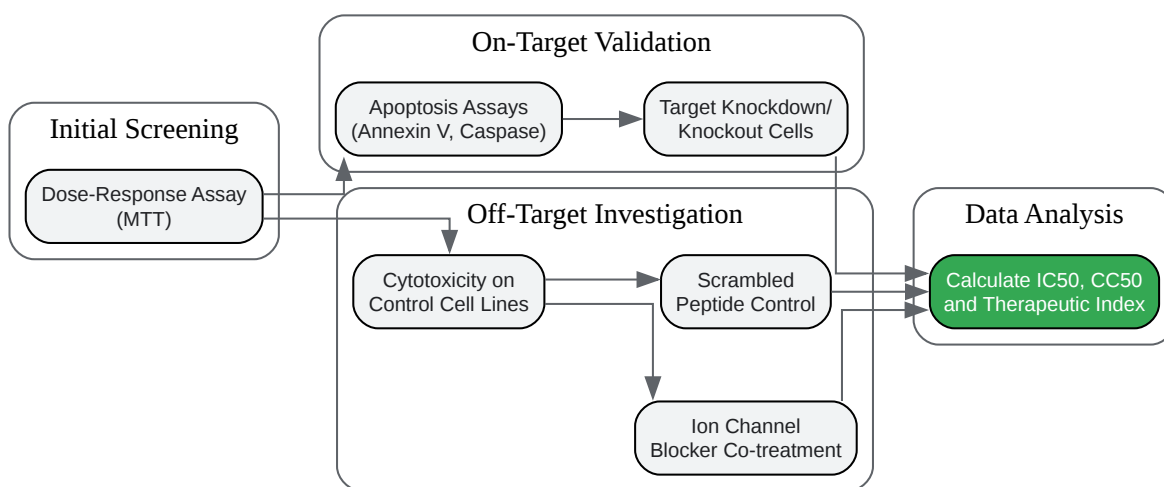 On-Target Validation
Apoptosis Assays
(Annexin V, Caspase)
Target Knockdown/
Knockout Cells
Initial Screening
Dose-Response Assay
(MTT)
Off-Target Investigation
Cytotoxicity on
Control Cell Lines
Scrambled
Peptide Control
Ion Channel
Blocker Co-treatment
Data Analysis
Calculate IC50, CC50
and Therapeutic Index